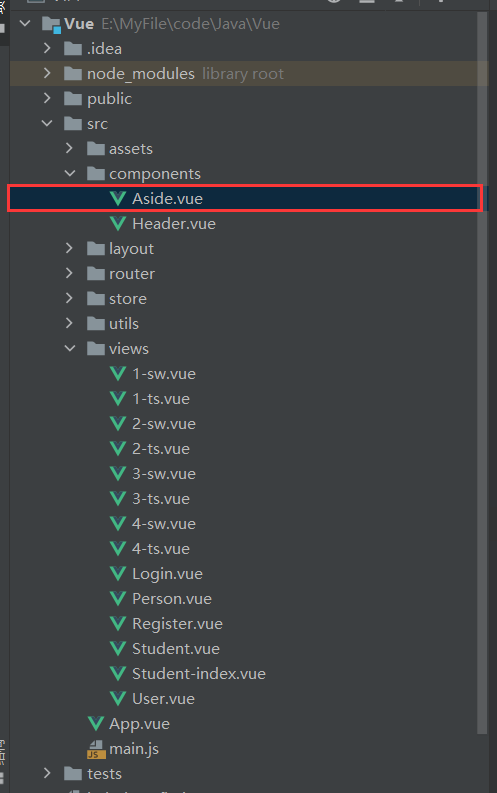 Vue E:\MyFile\code\Java\Vue
.idea
node_modules library root
public
src
assets
components
Aside.vue
Header.vue
layout
router
store
utils
views
1-sw.vue
1-ts.vue
2-sw.vue
2-ts.vue
3-sw.vue
3-ts.vue
4-sw.vue
4-ts.vue
Login.vue
Person.vue
Register.vue
Student.vue
Student-index.vue
User.vue
App.vue
JS main.js
tests